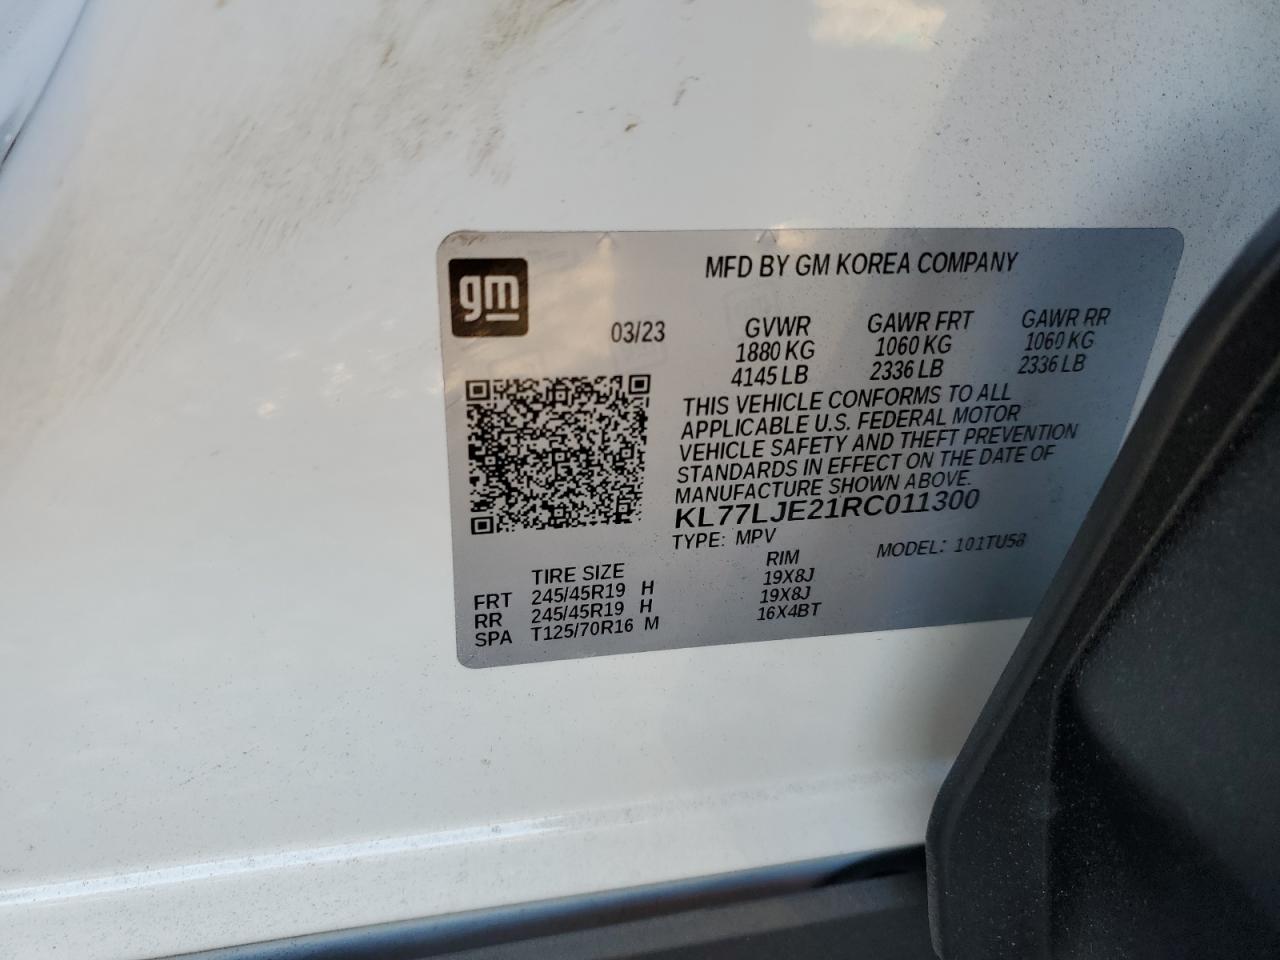 gm
MFD BY GM KOREA COMPANY
03/23 GVWR GAWR FRT GAWR RR
1880 KG 1060 KG 1060 KG
4145 LB 2336 LB 2336 LB
THIS VEHICLE CONFORMS TO ALL
APPLICABLE U.S. FEDERAL MOTOR
VEHICLE SAFETY AND THEFT PREVENTION
STANDARDS IN EFFECT ON THE DATE OF
MANUFACTURE SHOWN ABOVE.
KL77LJE21RC011300
TYPE: MPV MODEL: 101TU58
TIRE SIZE RIM
FRT 245/45R19 H 19X8J
RR 245/45R19 H 19X8J
SPA T125/70R16 M 16X4BT